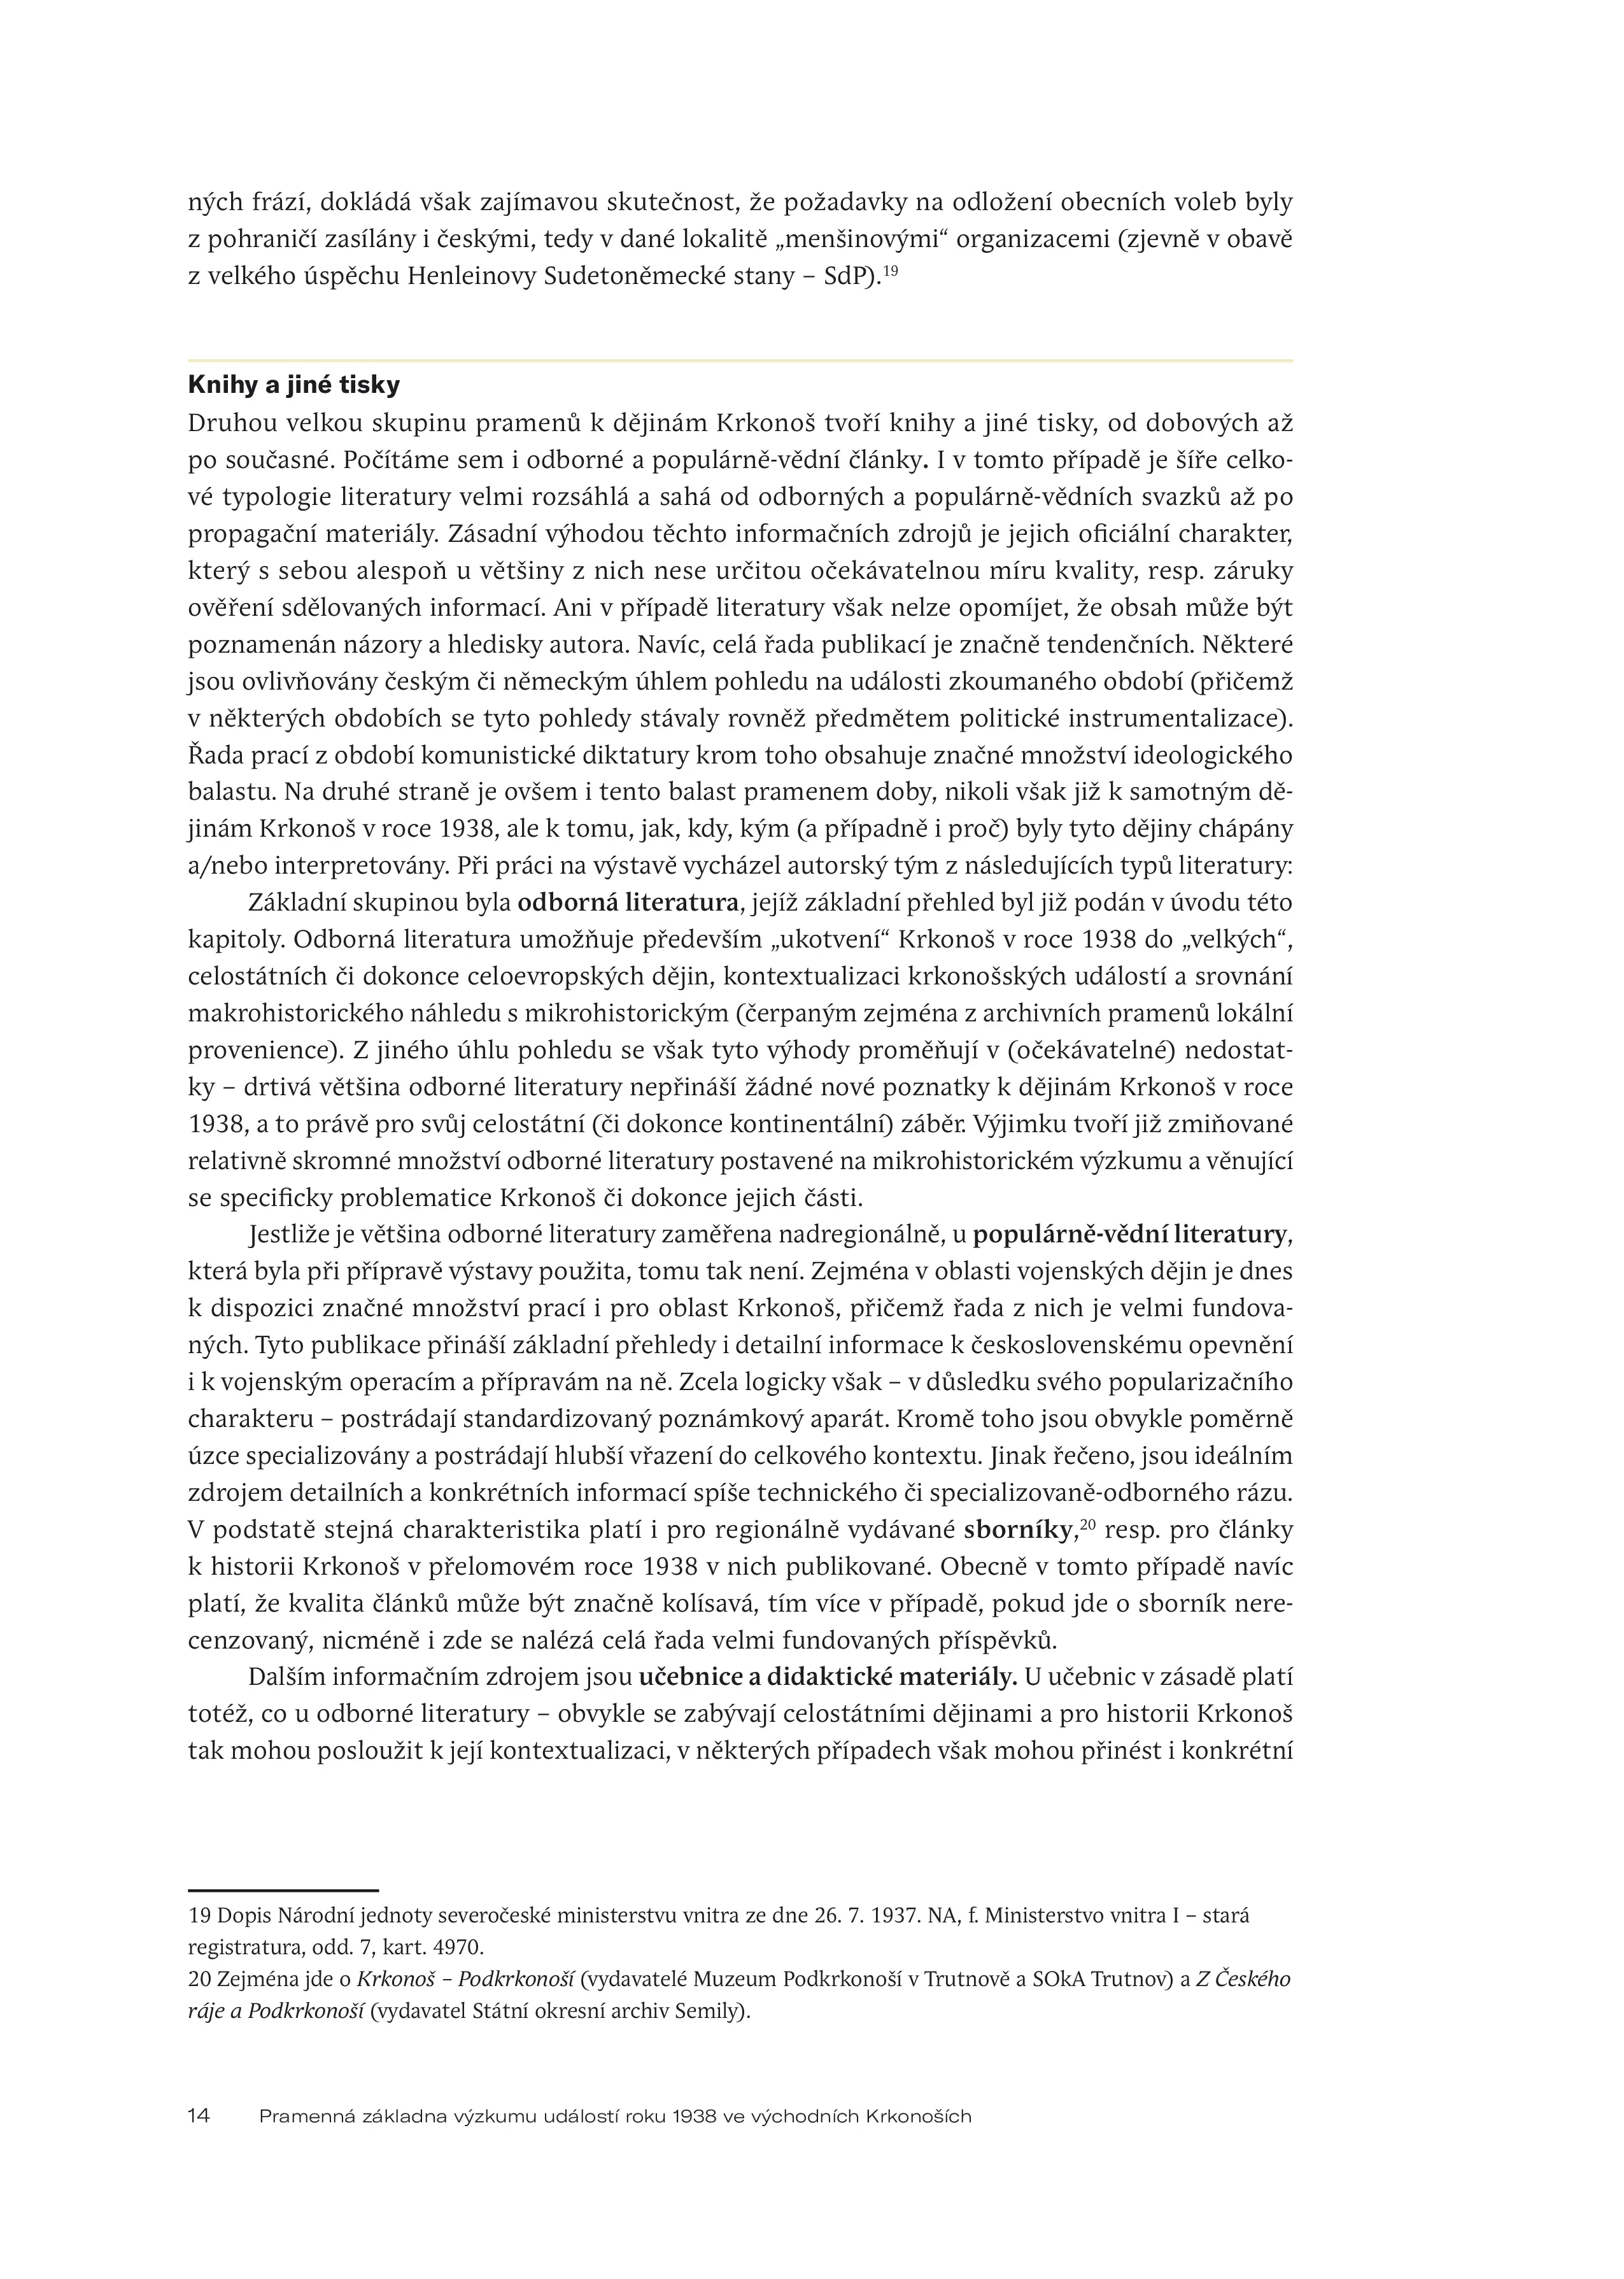 ných frází, dokládá však zajímavou skutečnost, že požadavky na odložení obecních voleb byly
z pohraničí zasílány i českými, tedy v dané lokalitě „menšinovými“ organizacemi (zjevně v obavě
z velkého úspěchu Henleinovy Sudetoněmecké stany – SdP).19
Knihy a jiné tisky
Druhou velkou skupinu pramenů k dějinám Krkonoš tvoří knihy a jiné tisky, od dobových až
po současné. Počítáme sem i odborné a populárně-vědní články. I v tomto případě je šíře celko-
vé typologie literatury velmi rozsáhlá a sahá od odborných a populárně-vědních svazků až po
propagační materiály. Zásadní výhodou těchto informačních zdrojů je jejich oficiální charakter,
který s sebou alespoň u většiny z nich nese určitou očekávatelnou míru kvality, resp. záruky
ověření sdělovaných informací. Ani v případě literatury však nelze opomíjet, že obsah může být
poznamenán názory a hledisky autora. Navíc, celá řada publikací je značně tendenčních. Některé
jsou ovlivňovány českým či německým úhlem pohledu na události zkoumaného období (přičemž
v některých obdobích se tyto pohledy stávaly rovněž předmětem politické instrumentalizace).
Řada prací z období komunistické diktatury krom toho obsahuje značné množství ideologického
balastu. Na druhé straně je ovšem i tento balast pramenem doby, nikoli však již k samotným dě-
jinám Krkonoš v roce 1938, ale k tomu, jak, kdy, kým (a případně i proč) byly tyto dějiny chápány
a/nebo interpretovány. Při práci na výstavě vycházel autorský tým z následujících typů literatury:
Základní skupinou byla odborná literatura, jejíž základní přehled byl již podán v úvodu této
kapitoly. Odborná literatura umožňuje především „ukotvení“ Krkonoš v roce 1938 do „velkých“,
celostátních či dokonce celoevropských dějin, kontextualizaci krkonošských událostí a srovnání
makrohistorického náhledu s mikrohistorickým (čerpaným zejména z archivních pramenů lokální
provenience). Z jiného úhlu pohledu se však tyto výhody proměňují v (očekávatelné) nedostat-
ky – drtivá většina odborné literatury nepřináší žádné nové poznatky k dějinám Krkonoš v roce
1938, a to právě pro svůj celostátní (či dokonce kontinentální) záběr. Výjimku tvoří již zmiňované
relativně skromné množství odborné literatury postavené na mikrohistorickém výzkumu a věnující
se specificky problematice Krkonoš či dokonce jejich části.
Jestliže je většina odborné literatury zaměřena nadregionálně, u populárně-vědní literatury,
která byla při přípravě výstavy použita, tomu tak není. Zejména v oblasti vojenských dějin je dnes
k dispozici značné množství prací i pro oblast Krkonoš, přičemž řada z nich je velmi fundova-
ných. Tyto publikace přináší základní přehledy i detailní informace k československému opevnění
i k vojenským operacím a přípravám na ně. Zcela logicky však – v důsledku svého popularizačního
charakteru – postrádají standardizovaný poznámkový aparát. Kromě toho jsou obvykle poměrně
úzce specializovány a postrádají hlubší vřazení do celkového kontextu. Jinak řečeno, jsou ideálním
zdrojem detailních a konkrétních informací spíše technického či specializovaně-odborného rázu.
V podstatě stejná charakteristika platí i pro regionálně vydávané sborníky,20 resp. pro články
k historii Krkonoš v přelomovém roce 1938 v nich publikované. Obecně v tomto případě navíc
platí, že kvalita článků může být značně kolísavá, tím více v případě, pokud jde o sborník nere-
cenzovaný, nicméně i zde se nalézá celá řada velmi fundovaných příspěvků.
Dalším informačním zdrojem jsou učebnice a didaktické materiály. U učebnic v zásadě platí
totéž, co u odborné literatury – obvykle se zabývají celostátními dějinami a pro historii Krkonoš
tak mohou posloužit k její kontextualizaci, v některých případech však mohou přinést i konkrétní
19 Dopis Národní jednoty severočeské ministerstvu vnitra ze dne 26. 7. 1937. NA, f. Ministerstvo vnitra I – stará
registratura, odd. 7, kart. 4970.
20 Zejména jde o Krkonoš – Podkrkonoší (vydavatelé Muzeum Podkrkonoší v Trutnově a SOkA Trutnov) a Z Českého
ráje a Podkrkonoší (vydavatel Státní okresní archiv Semily).
14 Pramenná základna výzkumu událostí roku 1938 ve východních Krkonoších